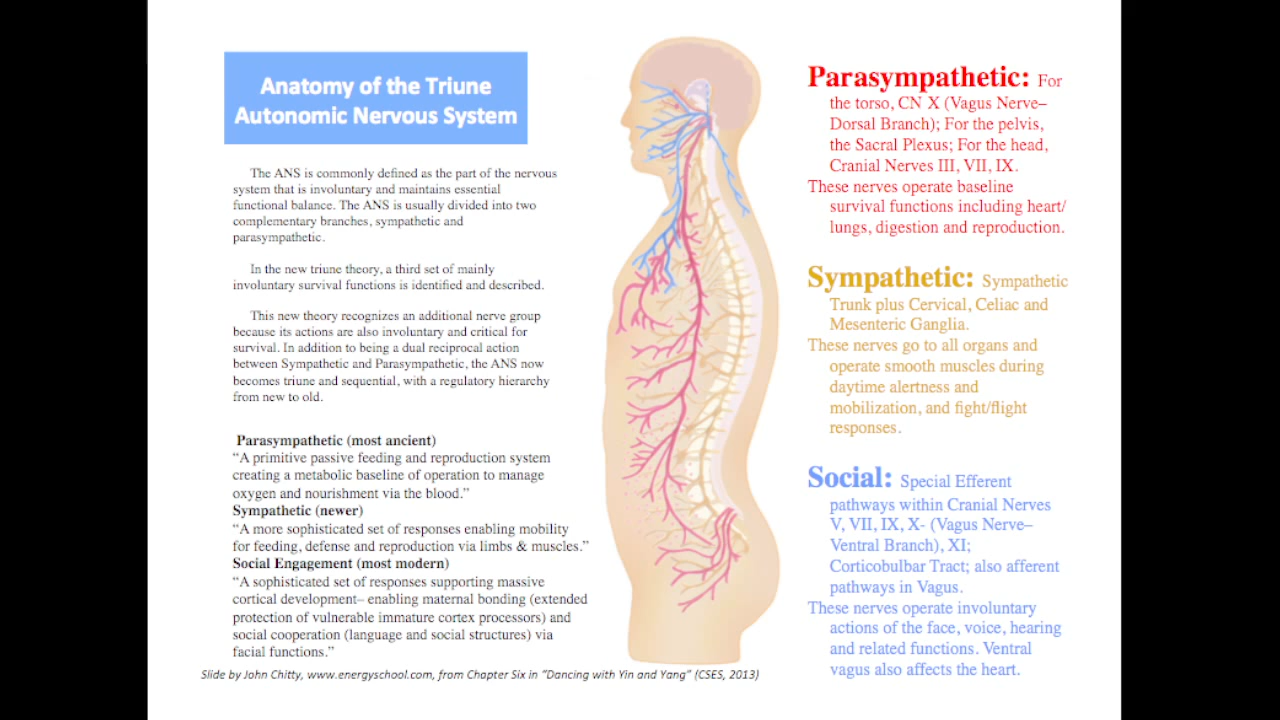 Anatomy of the Triune
Autonomic Nervous System
The ANS is commonly defined as the part of the nervous
system that is involuntary and maintains essential
functional balance. The ANS is usually divided into two
complementary branches, sympathetic and
parasympathetic.
In the new triune theory, a third set of mainly
involuntary survival functions is identified and described.
This new theory recognizes an additional nerve group
because its actions are also involuntary and critical for
survival. In addition to being a dual reciprocal action
between Sympathetic and Parasympathetic, the ANS now
becomes triune and sequential, with a regulatory hierarchy
from new to old.
Parasympathetic (most ancient)
“A primitive passive feeding and reproduction system
creating a metabolic baseline of operation to manage
oxygen and nourishment via the blood.”
Sympathetic (newer)
“A more sophisticated set of responses enabling mobility
for feeding, defense and reproduction via limbs & muscles.”
Social Engagement (most modern)
“A sophisticated set of responses supporting massive
cortical development– enabling maternal bonding (extended
protection of vulnerable immature cortex processors) and
social cooperation (language and social structures) via
facial functions.”
Slide by John Chitty, www.energyschool.com, from Chapter Six in “Dancing with Yin and Yang” (CSES, 2013)
Parasympathetic: For
the torso, CN X (Vagus Nerve–
Dorsal Branch); For the pelvis,
the Sacral Plexus; For the head,
Cranial Nerves III, VII, IX.
These nerves operate baseline
survival functions including heart/
lungs, digestion and reproduction.
Sympathetic: Sympathetic
Trunk plus Cervical, Celiac and
Mesenteric Ganglia.
These nerves go to all organs and
operate smooth muscles during
daytime alertness and
mobilization, and fight/flight
responses.
Social: Special Efferent
pathways within Cranial Nerves
V, VII, IX, X- (Vagus Nerve–
Ventral Branch), XI;
Corticobulbar Tract; also afferent
pathways in Vagus.
These nerves operate involuntary
actions of the face, voice, hearing
and related functions. Ventral
vagus also affects the heart.